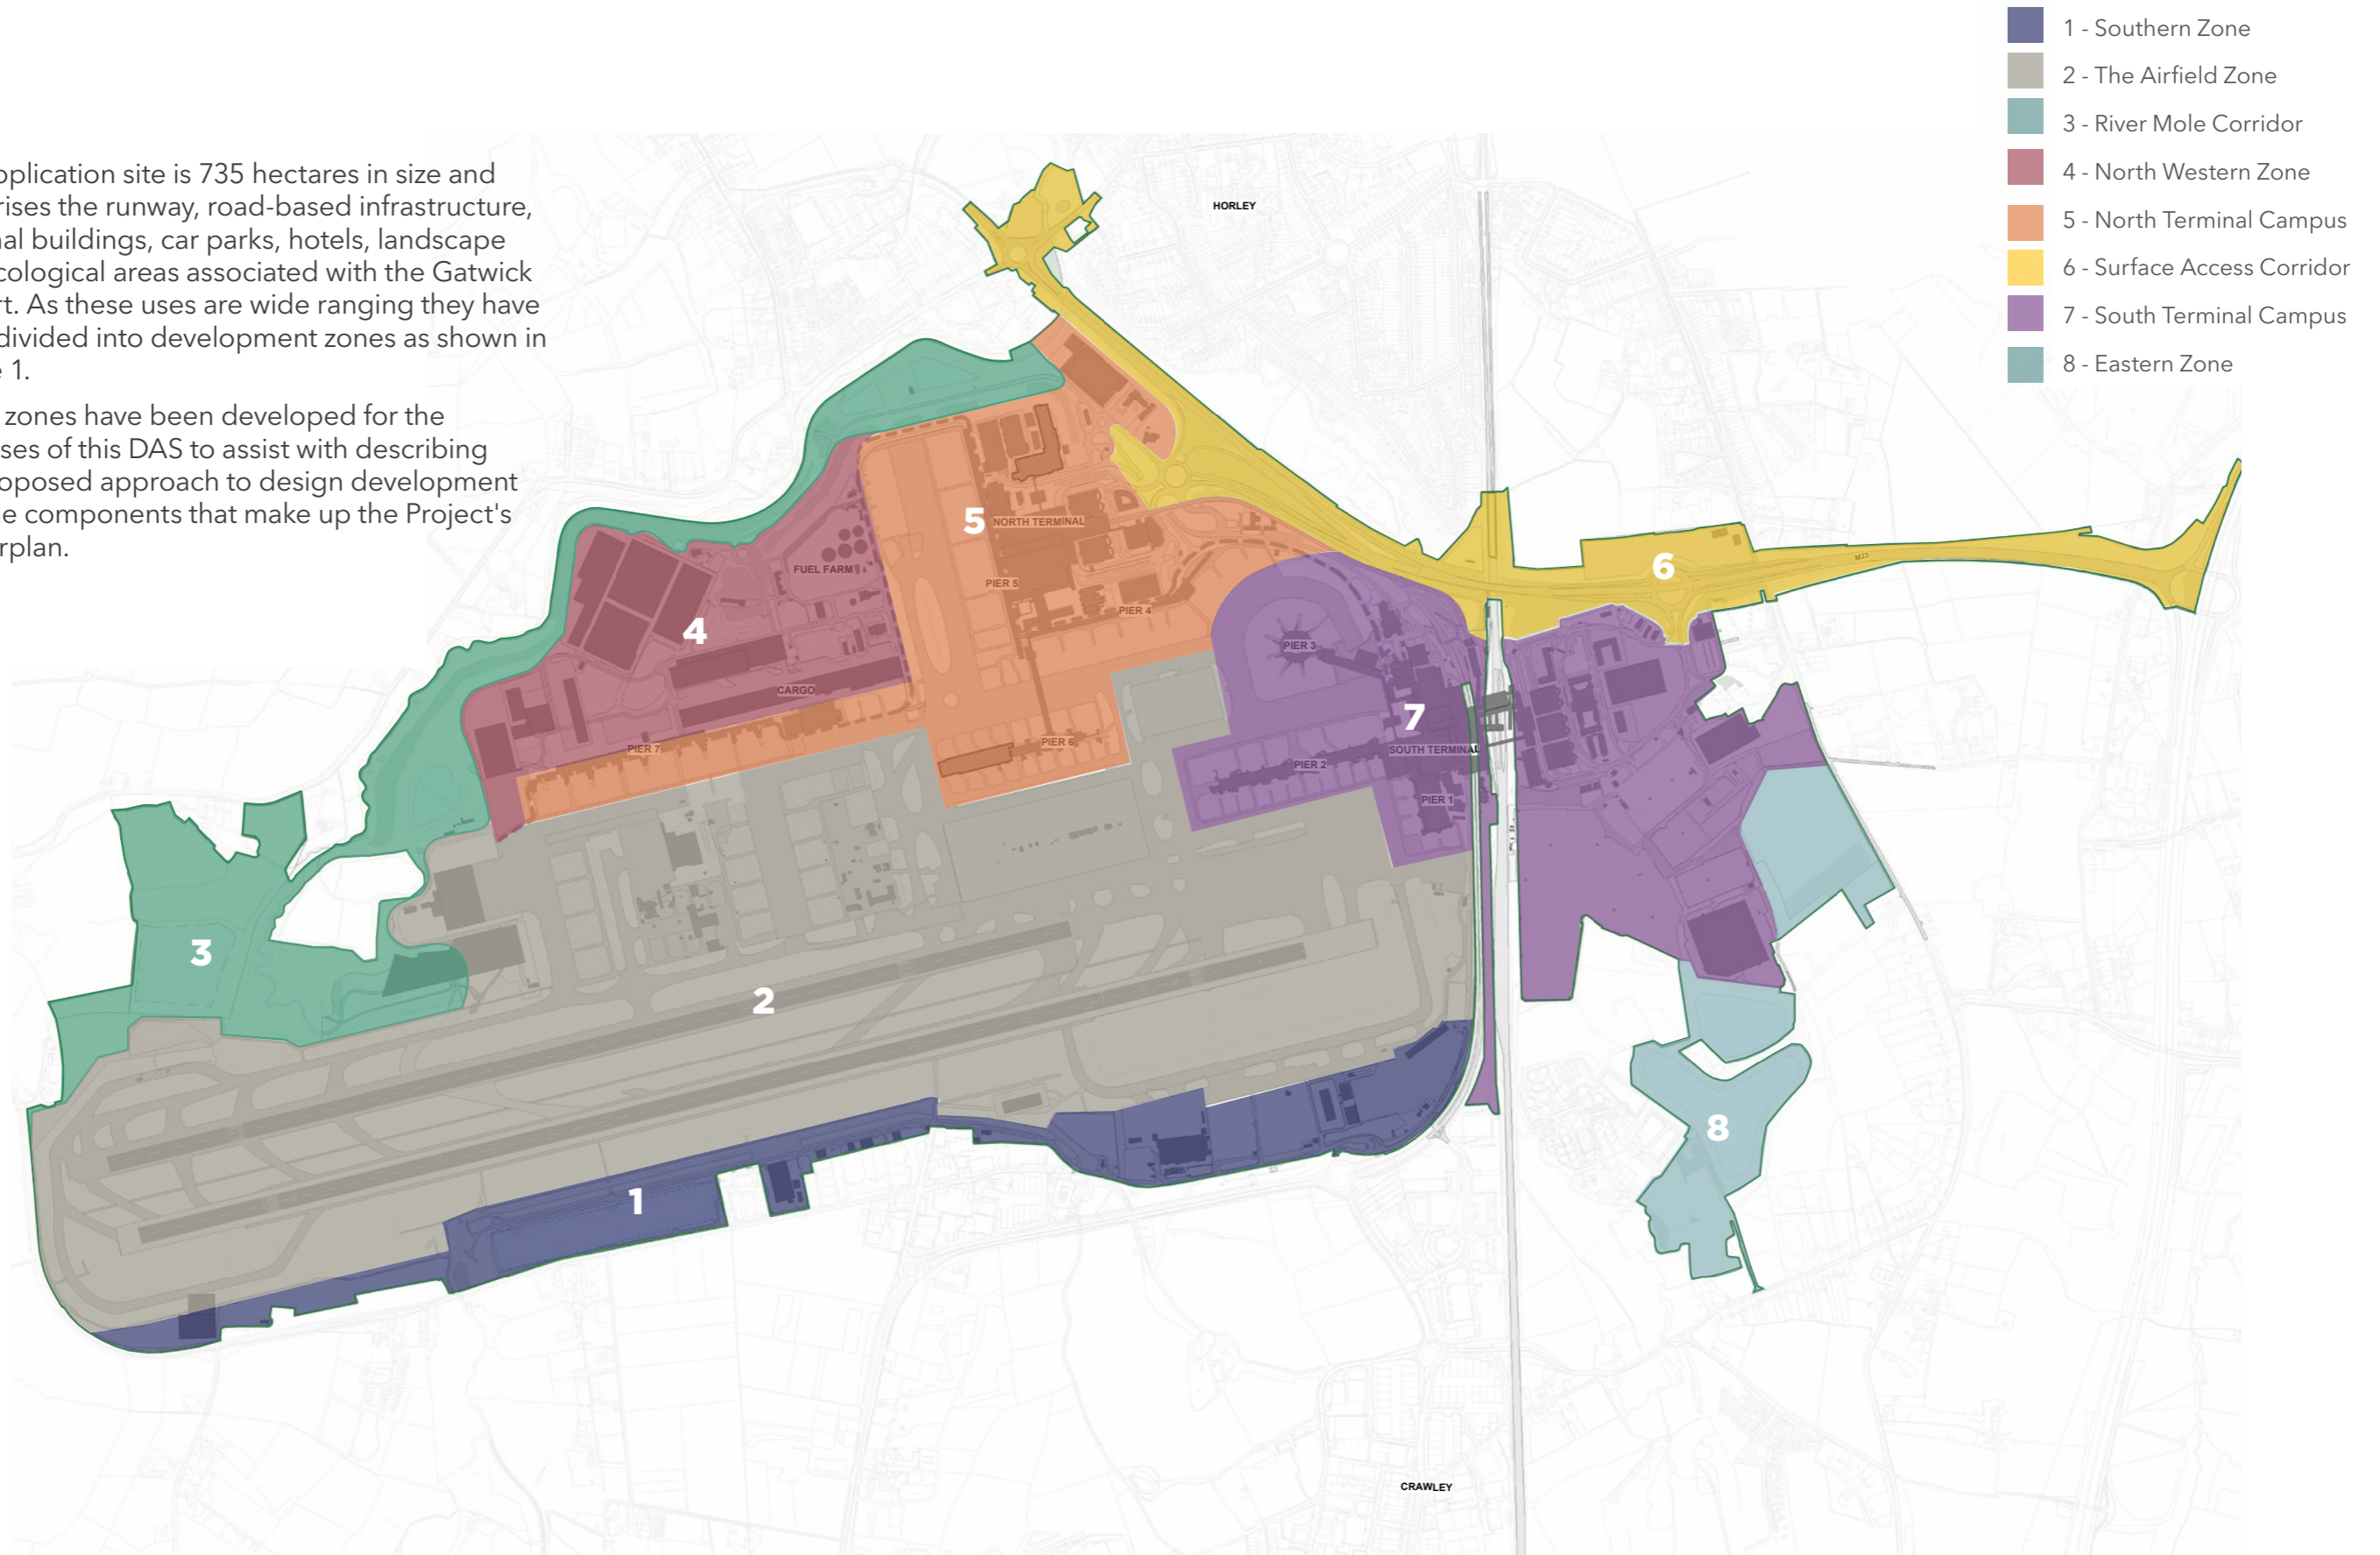 1 - Southern Zone
2 - The Airfield Zone
3 - River Mole Corridor
4 - North Western Zone
5 - North Terminal Campus
6 - Surface Access Corridor
7 - South Terminal Campus
8 - Eastern Zone
pplication site is 735 hectares in size and
rises the runway, road-based infrastructure,
al buildings, car parks, hotels, landscape
cological areas associated with the Gatwick
rt. As these uses are wide ranging they have
divided into development zones as shown in
e 1.
zones have been developed for the
ses of this DAS to assist with describing
oposed approach to design development
e components that make up the Project's
rplan.
HORLEY
5
NORTH TERMINAL
FUEL FARM
PIER 5
PIER 4
6
M23
4
PIER 3
CARGO
7
PIER 7
PIER 6
SOUTH TERMINAL
PIER 2
PIER 1
3
2
8
1
CRAWLEY